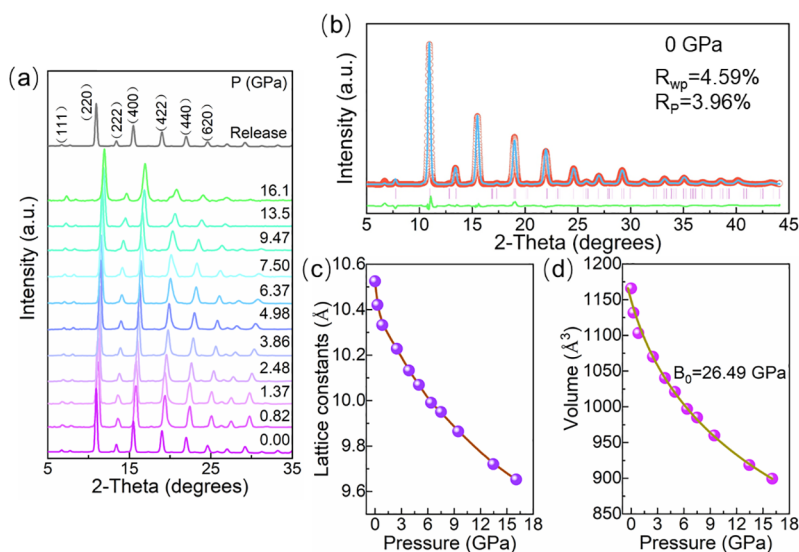 (a)
P (GPa)
(111)
(220)
(222)
(400)
(422)
(440)
(620)
Release
16.1
13.5
9.47
7.50
6.37
4.98
3.86
2.48
1.37
0.82
0.00
Intensity (a.u.)
5 15 25 35
2-Theta (degrees)
(b)
0 GPa
Rwp=4.59%
RP=3.96%
Intensity (a.u.)
5 10 15 20 25 30 35 40 45
2-Theta (degrees)
(c)
10.6
10.4
10.2
10.0
9.8
9.6
Lattice constants (Å)
0 3 6 9 12 15 18
Pressure (GPa)
(d)
1200
1150
1100
1050
1000
950
900
850
Volume (Å3)
B0=26.49 GPa
0 3 6 9 12 15 18
Pressure (GPa)